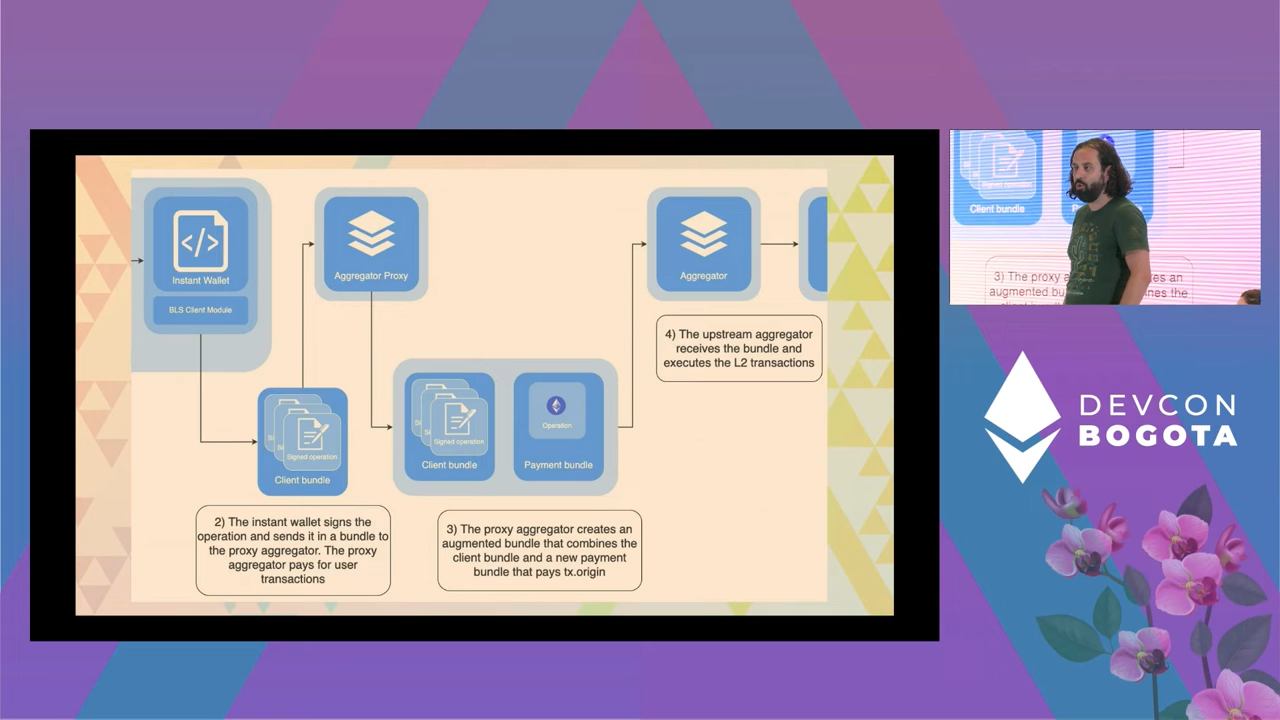 Instant Wallet
BLS Client Module
Aggregator Proxy
Aggregator
Signed operation
Client bundle
Signed operation
Client bundle
Operation
Payment bundle
2) The instant wallet signs the
operation and sends it in a bundle to
the proxy aggregator. The proxy
aggregator pays for user
transactions
3) The proxy aggregator creates an
augmented bundle that combines the
client bundle and a new payment
bundle that pays tx.origin
4) The upstream aggregator
receives the bundle and
executes the L2 transactions
Signed operation
Client bundle
3) The proxy
augmented
DEVCON
BOGOTA